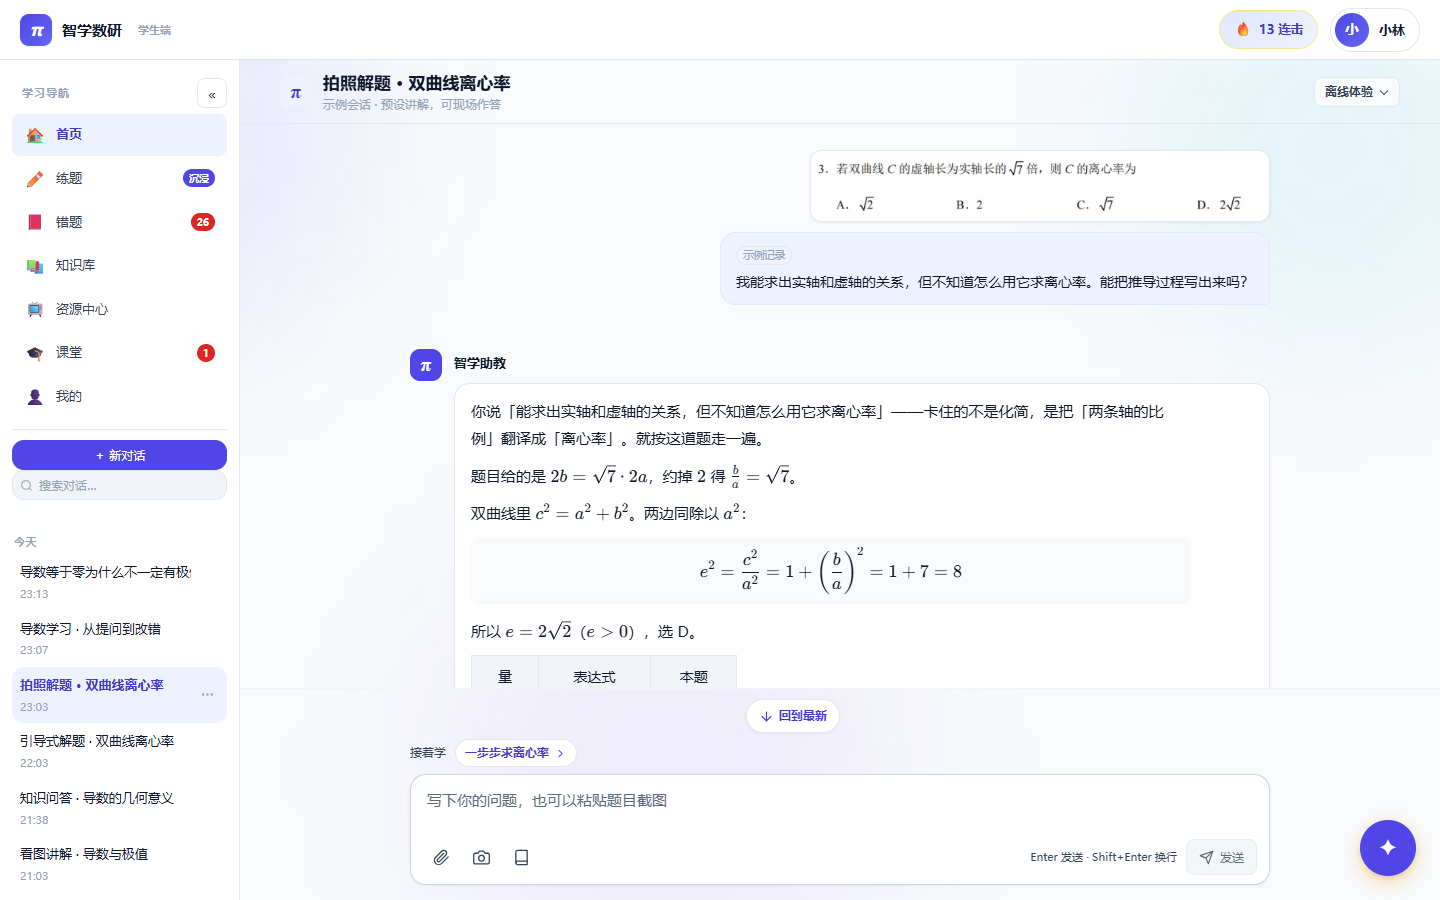 π 智学数研 学生端
13 连击
小 小林
学习导航 «
首页
练题 沉浸
错题 26
知识库
资源中心
课堂 1
我的
+ 新对话
搜索对话...
今天
导数等于零为什么不一定有极
23:13
导数学习 · 从提问到改错
23:07
拍照解题 • 双曲线离心率 ...
23:03
引导式解题 · 双曲线离心率
22:03
知识问答 · 导数的几何意义
21:38
看图讲解 · 导数与极值
21:03
π 拍照解题 • 双曲线离心率
示例会话 · 预设讲解，可现场作答
离线体验
3. 若双曲线 C 的虚轴长为实轴长的 √7 倍，则 C 的离心率为
A. √2 B. 2 C. √7 D. 2√2
示例记录
我能求出实轴和虚轴的关系，但不知道怎么用它求离心率。能把推导过程写出来吗？
π 智学助教
你说「能求出实轴和虚轴的关系，但不知道怎么用它求离心率」——卡住的不是化简，是把「两条轴的比
例」翻译成「离心率」。就按这道题走一遍。
题目给的是 2b = √7 · 2a，约掉 2 得 b/a = √7。
双曲线里 c² = a² + b²。两边同除以 a²：
e² = c²/a² = 1 + (b/a)² = 1 + 7 = 8
所以 e = 2√2（e > 0），选 D。
量 表达式 本题
回到最新
接着学 一步步求离心率
写下你的问题，也可以粘贴题目截图
Enter 发送 · Shift+Enter 换行 发送